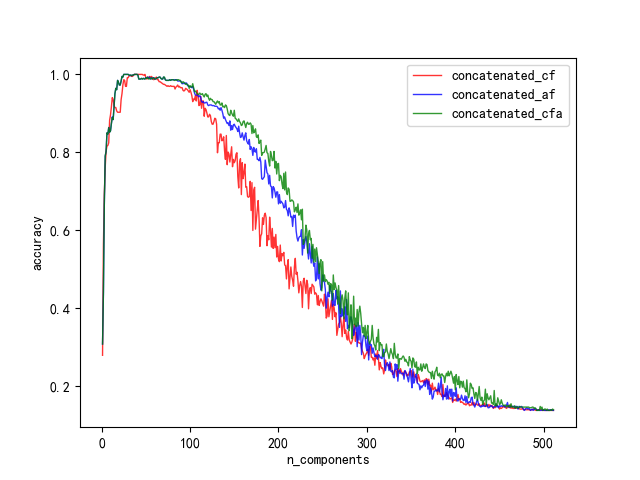 concatenated_cf
concatenated_af
concatenated_cfa
1.0
0.8
0.6
0.4
0.2
accuracy
0 100 200 300 400 500
n_components